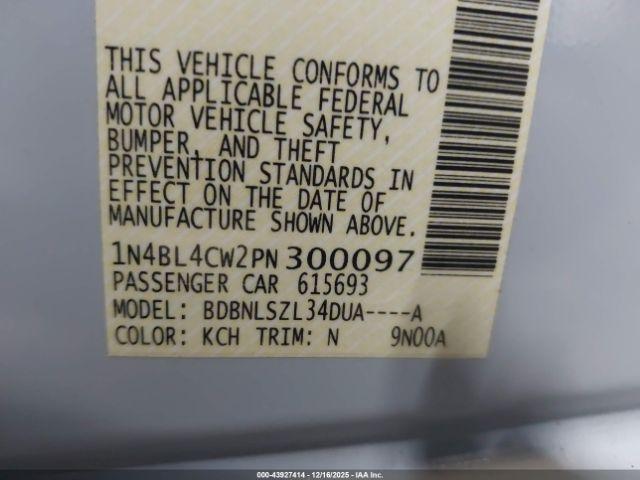 THIS VEHICLE CONFORMS TO
ALL APPLICABLE FEDERAL
MOTOR VEHICLE SAFETY,
BUMPER, AND THEFT
PREVENTION STANDARDS IN
EFFECT ON THE DATE OF
MANUFACTURE SHOWN ABOVE.
1N4BL4CW2PN300097
PASSENGER CAR 615693
MODEL: BDBNLSZL34DUA----A
COLOR: KCH TRIM: N 9N00A
000-43927414 - 12/16/2025 - IAA Inc.